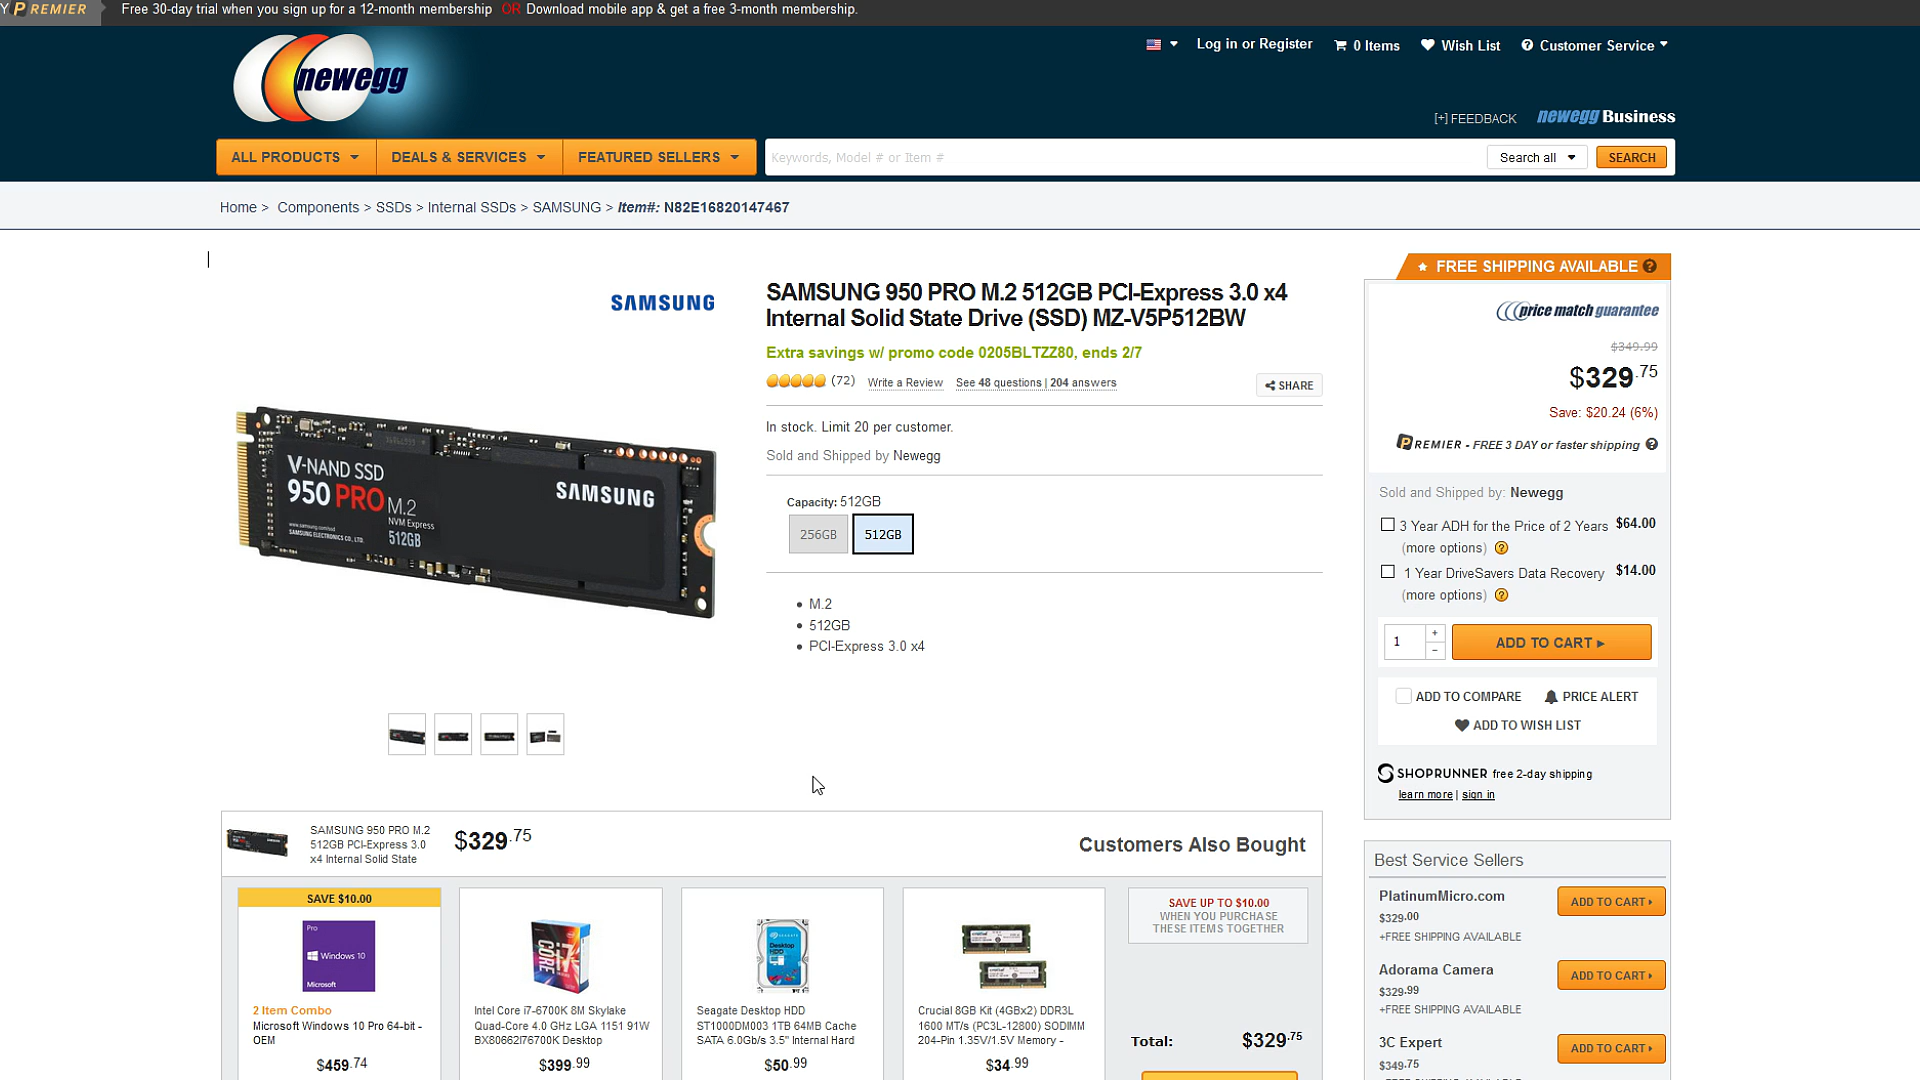 Y PREMIER Free 30-day trial when you sign up for a 12-month membership OR Download mobile app & get a free 3-month membership.
newegg
Log in or Register 0 Items Wish List Customer Service
[+] FEEDBACK newegg Business
ALL PRODUCTS DEALS & SERVICES FEATURED SELLERS Keywords, Model # or Item # Search all SEARCH
Home > Components > SSDs > Internal SSDs > SAMSUNG > Item#: N82E16820147467
FREE SHIPPING AVAILABLE ?
SAMSUNG
SAMSUNG 950 PRO M.2 512GB PCI-Express 3.0 x4
Internal Solid State Drive (SSD) MZ-V5P512BW
Extra savings w/ promo code 0205BLTZZ80, ends 2/7
(72) Write a Review See 48 questions | 204 answers
SHARE
In stock. Limit 20 per customer.
Sold and Shipped by Newegg
Capacity: 512GB
256GB 512GB
• M.2
• 512GB
• PCI-Express 3.0 x4
V-NAND SSD
950 PRO M.2
NVM Express
512GB
www.samsung.com/ssd
SAMSUNG ELECTRONICS CO., LTD.
SAMSUNG
price match guarantee
$349.99
$329.75
Save: $20.24 (6%)
PREMIER - FREE 3 DAY or faster shipping ?
Sold and Shipped by: Newegg
3 Year ADH for the Price of 2 Years $64.00
(more options) ?
1 Year DriveSavers Data Recovery $14.00
(more options) ?
1 + - ADD TO CART ▸
ADD TO COMPARE PRICE ALERT
ADD TO WISH LIST
SHOPRUNNER free 2-day shipping
learn more | sign in
SAMSUNG 950 PRO M.2
512GB PCI-Express 3.0
x4 Internal Solid State
$329.75
Customers Also Bought
SAVE $10.00
Pro
Windows 10
Microsoft
2 Item Combo
Microsoft Windows 10 Pro 64-bit -
OEM
$459.74
CORE i7
Intel Core i7-6700K 8M Skylake
Quad-Core 4.0 GHz LGA 1151 91W
BX80662I76700K Desktop
$399.99
Desktop
HDD
Seagate Desktop HDD
ST1000DM003 1TB 64MB Cache
SATA 6.0Gb/s 3.5" Internal Hard
$50.99
Crucial 8GB Kit (4GBx2) DDR3L
1600 MT/s (PC3L-12800) SODIMM
204-Pin 1.35V/1.5V Memory -
$34.99
SAVE UP TO $10.00
WHEN YOU PURCHASE
THESE ITEMS TOGETHER
Total: $329.75
Best Service Sellers
PlatinumMicro.com
$329.00
+FREE SHIPPING AVAILABLE
ADD TO CART ▸
Adorama Camera
$329.99
+FREE SHIPPING AVAILABLE
ADD TO CART ▸
3C Expert
$349.75
ADD TO CART ▸